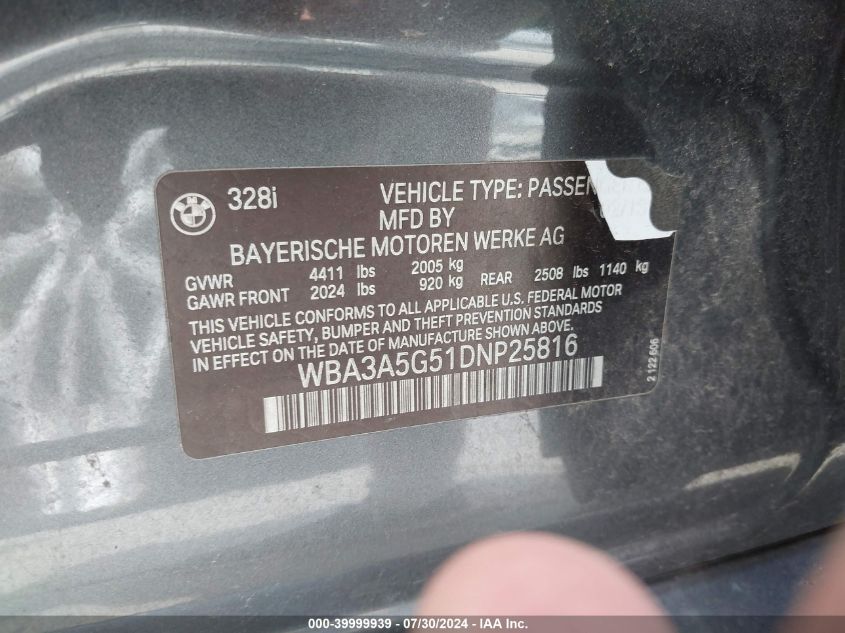 328i VEHICLE TYPE: PASSEN
MFD BY
BAYERISCHE MOTOREN WERKE AG
GVWR 4411 lbs 2005 kg
GAWR FRONT 2024 lbs 920 kg REAR 2508 lbs 1140 kg
THIS VEHICLE CONFORMS TO ALL APPLICABLE U.S. FEDERAL MOTOR
VEHICLE SAFETY, BUMPER AND THEFT PREVENTION STANDARDS
IN EFFECT ON THE DATE OF MANUFACTURE SHOWN ABOVE.
WBA3A5G51DNP25816
2 122 606
000-39999939 - 07/30/2024 - IAA Inc.